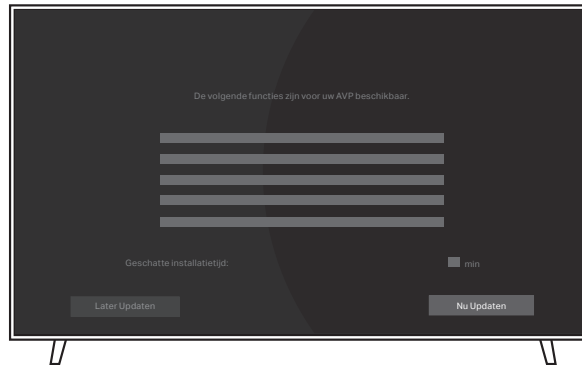 De volgende functies zijn voor uw AVP beschikbaar.
Geschatte installatietijd: min
Later Updaten Nu Updaten